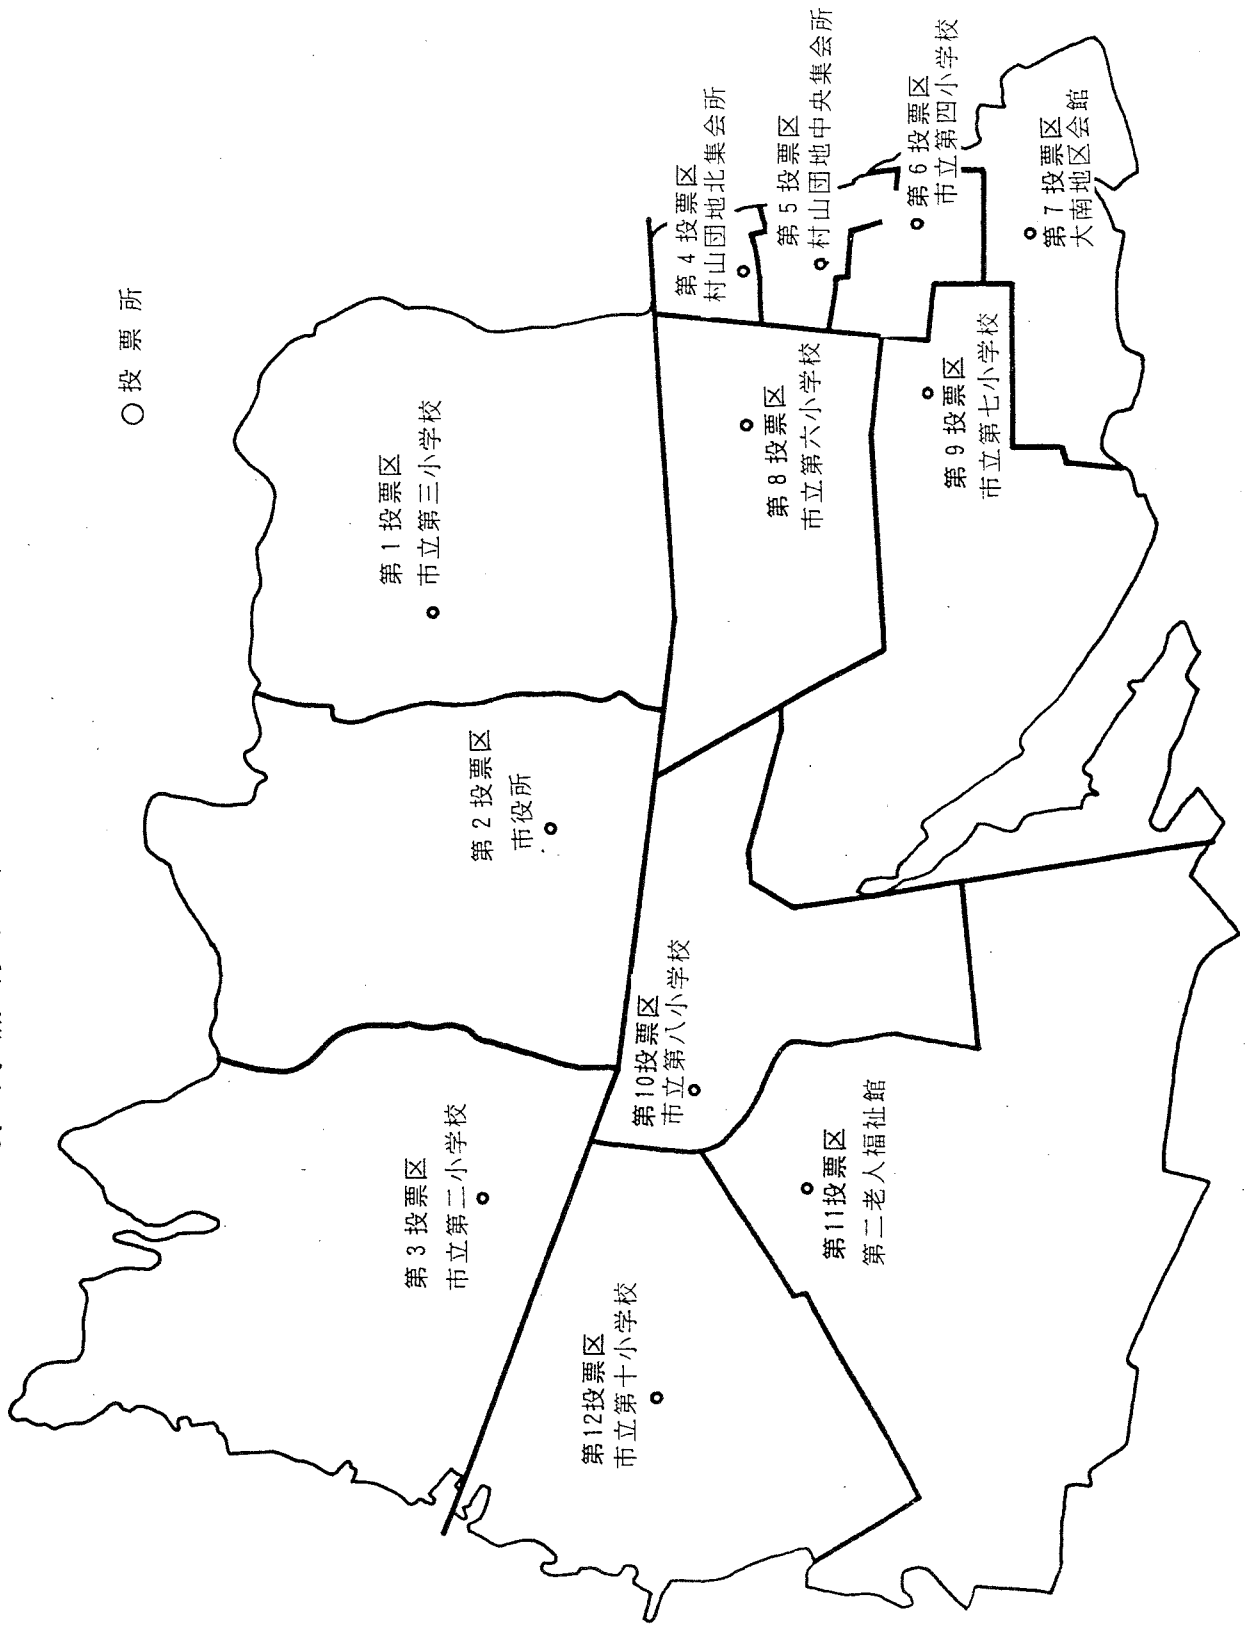 ○投票所
第1投票区
市立第三小学校
第2投票区
市役所
第3投票区
市立第二小学校
第4投票区
村山団地北集会所
第5投票区
村山団地中央集会所
第6投票区
市立第四小学校
第7投票区
大南地区会館
第8投票区
市立第六小学校
第9投票区
市立第七小学校
第10投票区
市立第八小学校
第11投票区
第二老人福祉館
第12投票区
市立第十小学校